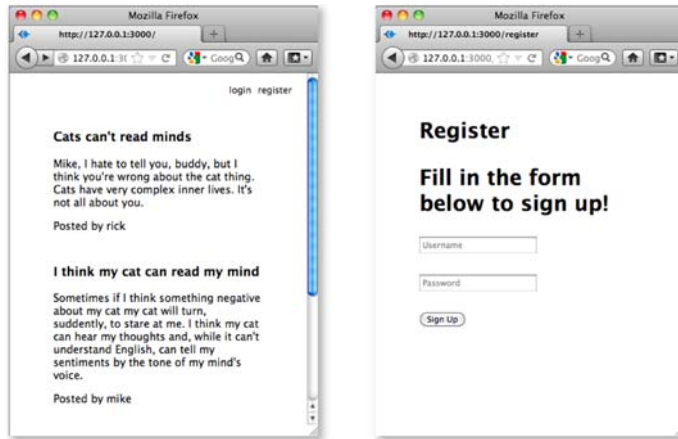 Mozilla Firefox
http://127.0.0.1:3000/
127.0.0.1:3(
Goog
login register
Cats can't read minds
Mike, I hate to tell you, buddy, but I
think you're wrong about the cat thing.
Cats have very complex inner lives. It's
not all about you.
Posted by rick
I think my cat can read my mind
Sometimes if I think something negative
about my cat my cat will turn,
suddently, to stare at me. I think my cat
can hear my thoughts and, while it can't
understand English, can tell my
sentiments by the tone of my mind's
voice.
Posted by mike
Mozilla Firefox
http://127.0.0.1:3000/register
127.0.0.1:3000,
Goog
Register
Fill in the form
below to sign up!
Username
Password
Sign Up